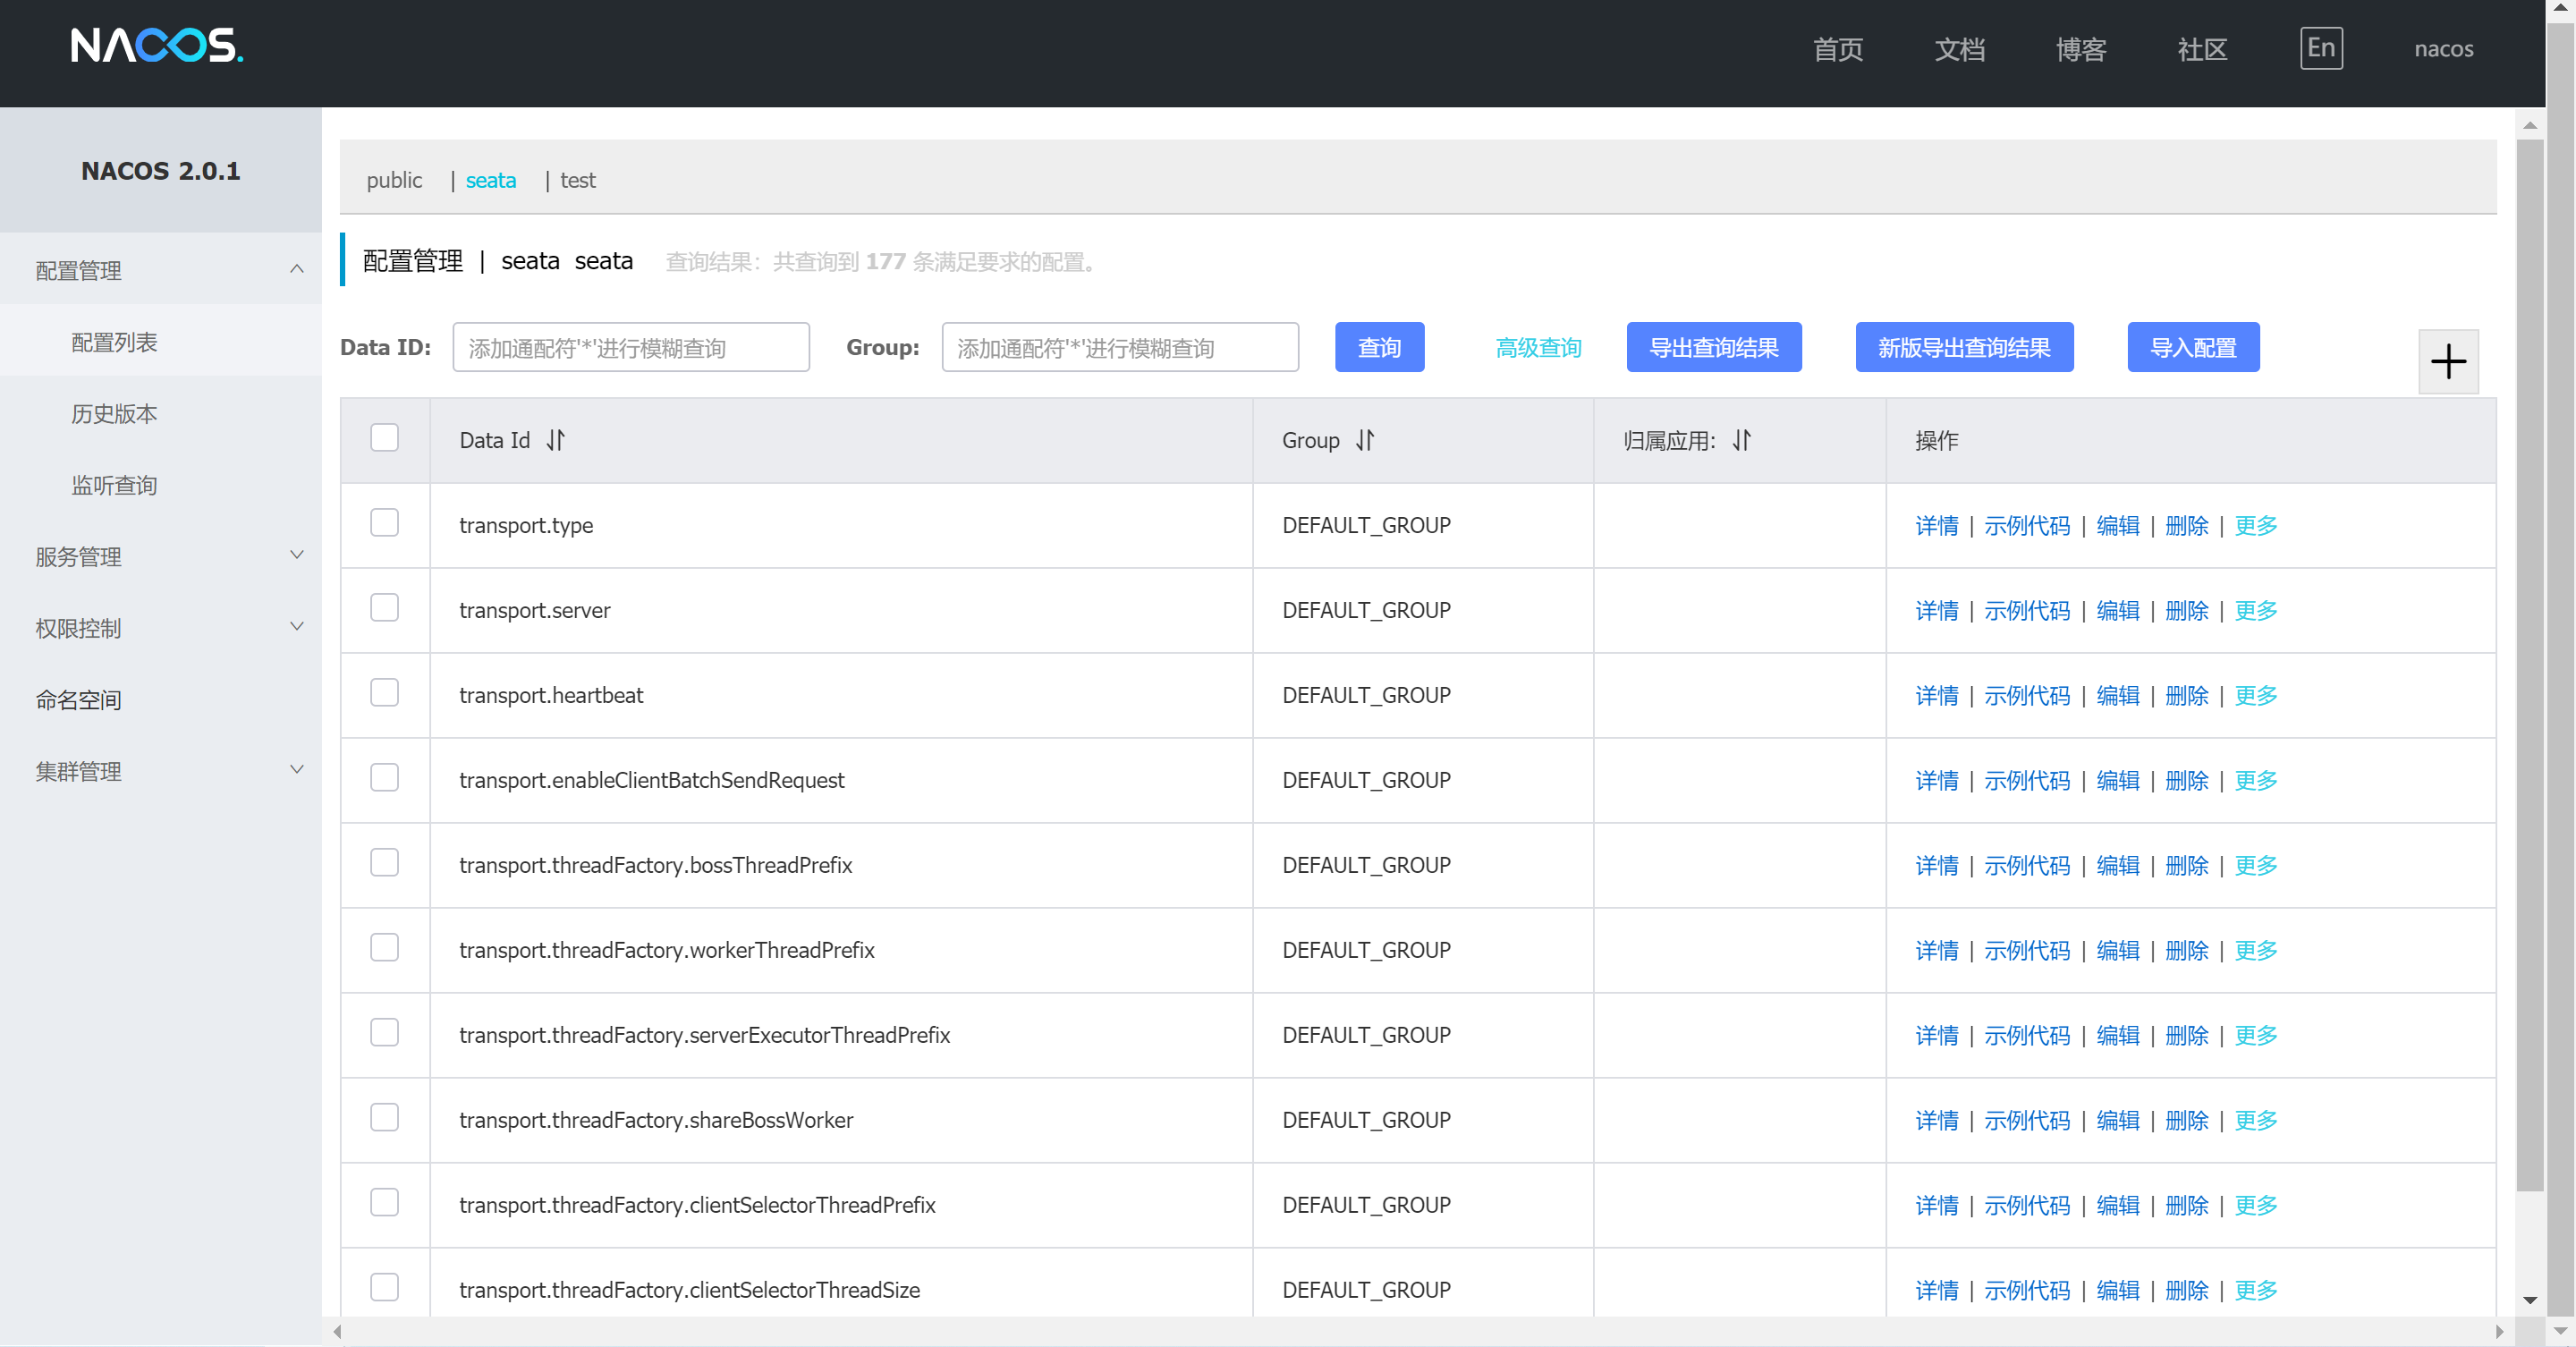 NACOS.
首页 文档 博客 社区 En nacos
NACOS 2.0.1
配置管理
配置列表
历史版本
监听查询
服务管理
权限控制
命名空间
集群管理
public | seata | test
配置管理 | seata seata 查询结果：共查询到 177 条满足要求的配置。
Data ID: 添加通配符'*'进行模糊查询 Group: 添加通配符'*'进行模糊查询 查询 高级查询 导出查询结果 新版导出查询结果 导入配置
Data Id Group 归属应用: 操作
transport.type DEFAULT_GROUP 详情 | 示例代码 | 编辑 | 删除 | 更多
transport.server DEFAULT_GROUP 详情 | 示例代码 | 编辑 | 删除 | 更多
transport.heartbeat DEFAULT_GROUP 详情 | 示例代码 | 编辑 | 删除 | 更多
transport.enableClientBatchSendRequest DEFAULT_GROUP 详情 | 示例代码 | 编辑 | 删除 | 更多
transport.threadFactory.bossThreadPrefix DEFAULT_GROUP 详情 | 示例代码 | 编辑 | 删除 | 更多
transport.threadFactory.workerThreadPrefix DEFAULT_GROUP 详情 | 示例代码 | 编辑 | 删除 | 更多
transport.threadFactory.serverExecutorThreadPrefix DEFAULT_GROUP 详情 | 示例代码 | 编辑 | 删除 | 更多
transport.threadFactory.shareBossWorker DEFAULT_GROUP 详情 | 示例代码 | 编辑 | 删除 | 更多
transport.threadFactory.clientSelectorThreadPrefix DEFAULT_GROUP 详情 | 示例代码 | 编辑 | 删除 | 更多
transport.threadFactory.clientSelectorThreadSize DEFAULT_GROUP 详情 | 示例代码 | 编辑 | 删除 | 更多